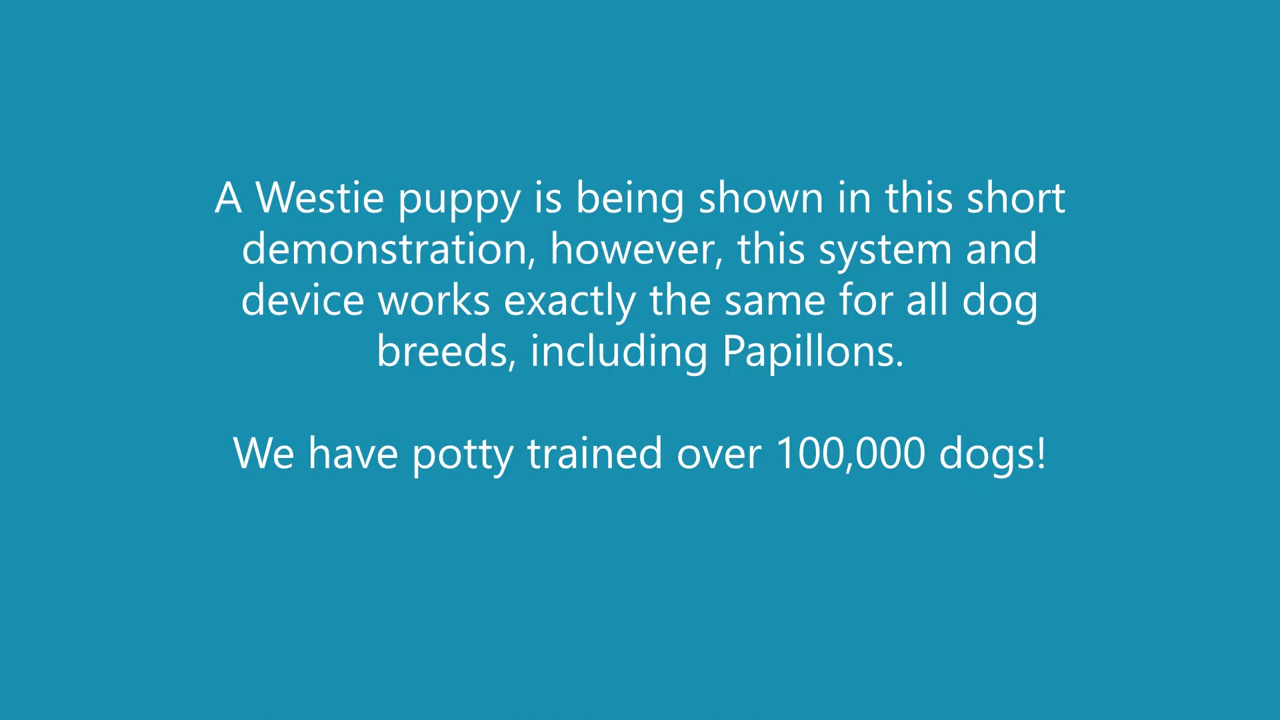 A Westie puppy is being shown in this short
demonstration, however, this system and
device works exactly the same for all dog
breeds, including Papillons.
We have potty trained over 100,000 dogs!